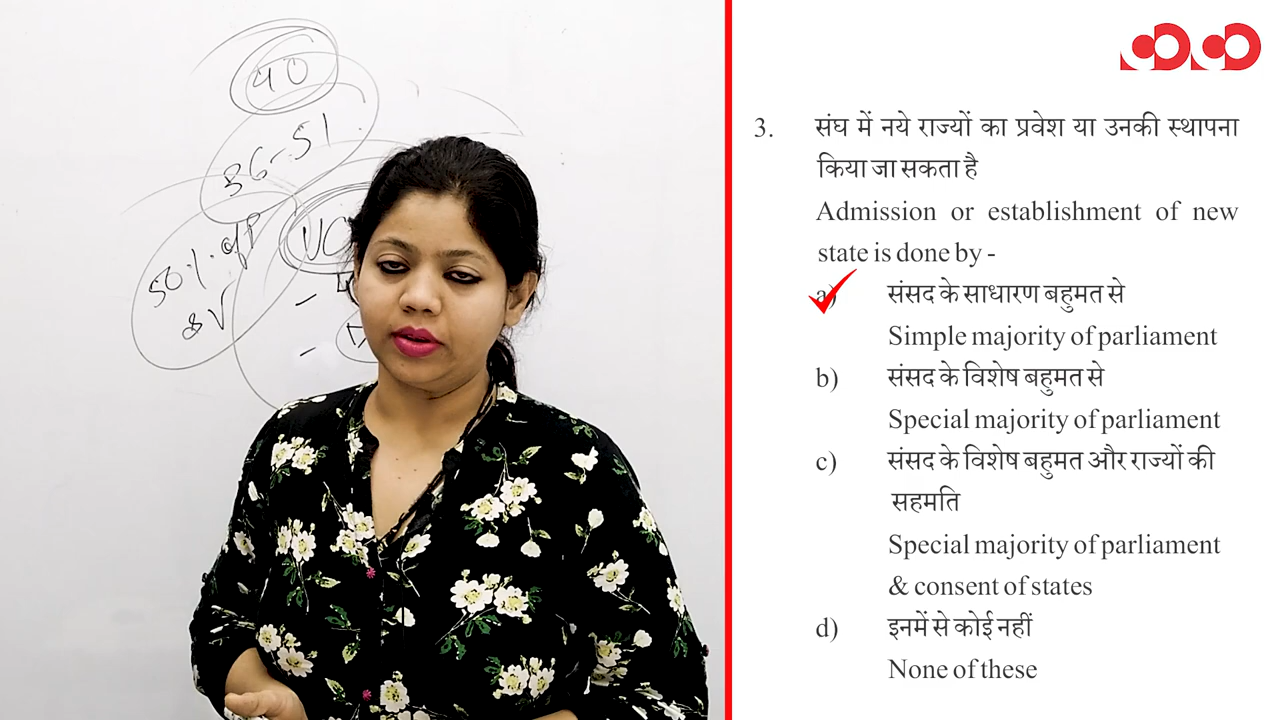 40
36-51
50%
3. संघ में नये राज्यों का प्रवेश या उनकी स्थापना
किया जा सकता है
Admission or establishment of new
state is done by -
a) संसद के साधारण बहुमत से
Simple majority of parliament
b) संसद के विशेष बहुमत से
Special majority of parliament
c) संसद के विशेष बहुमत और राज्यों की
सहमति
Special majority of parliament
& consent of states
d) इनमें से कोई नहीं
None of these